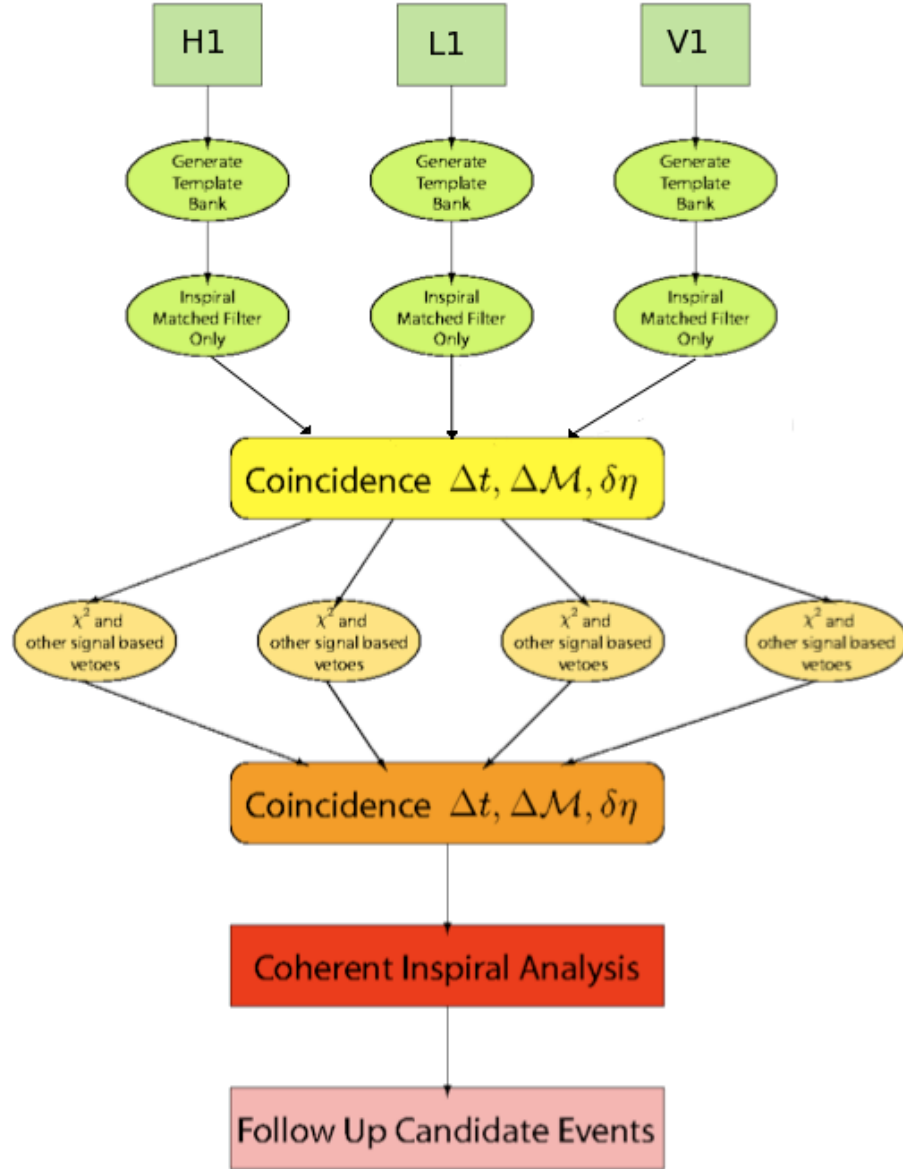 H1
L1
V1
Generate
Template
Bank
Generate
Template
Bank
Generate
Template
Bank
Inspiral
Matched Filter
Only
Inspiral
Matched Filter
Only
Inspiral
Matched Filter
Only
Coincidence Δt, Δℳ, δη
χ² and
other signal based
vetoes
χ² and
other signal based
vetoes
χ² and
other signal based
vetoes
χ² and
other signal based
vetoes
Coincidence Δt, Δℳ, δη
Coherent Inspiral Analysis
Follow Up Candidate Events